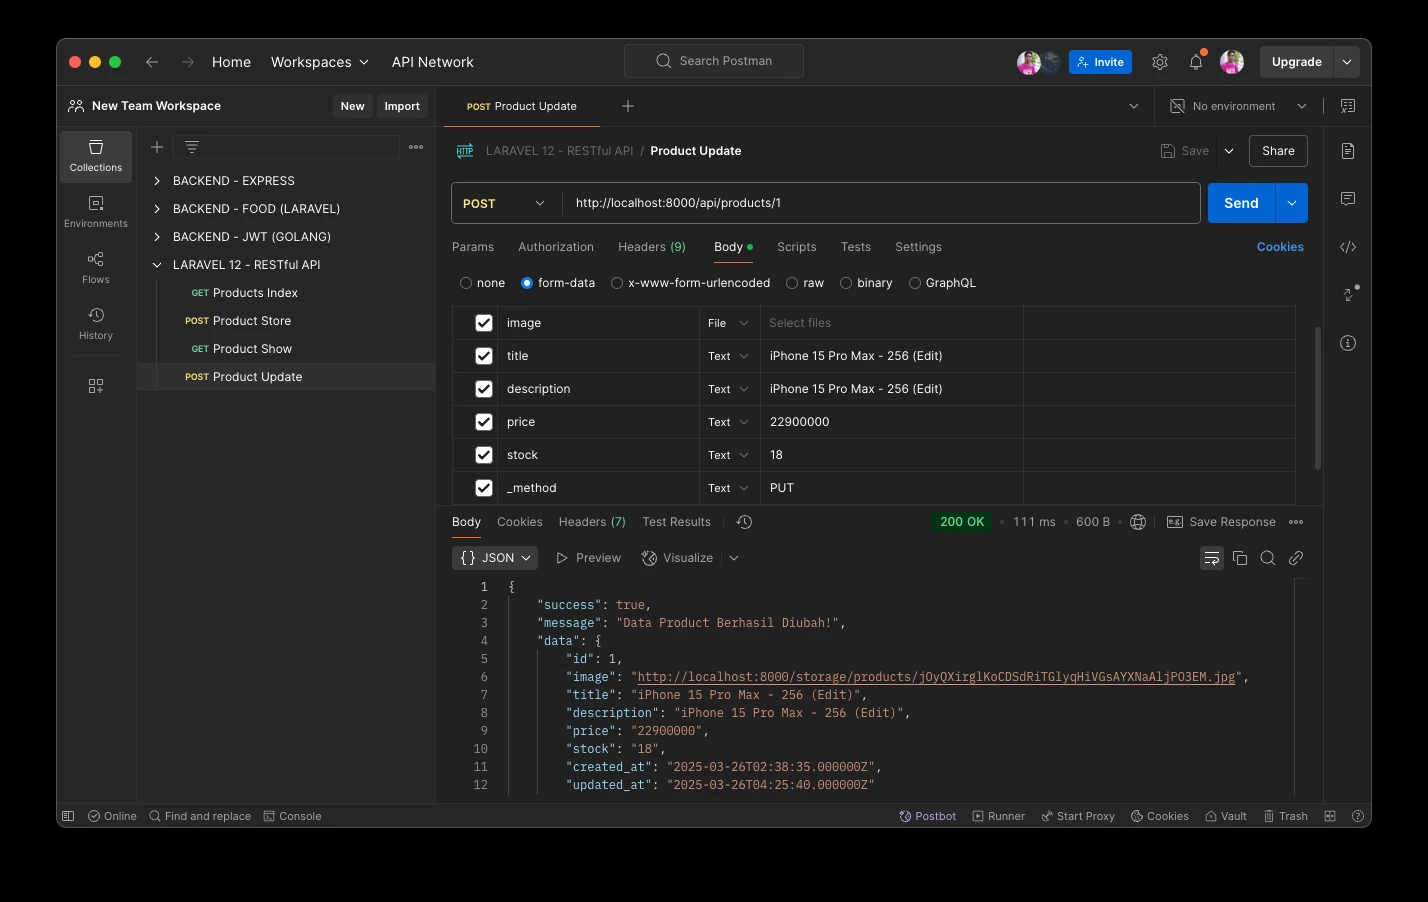 Home Workspaces API Network Search Postman Invite Upgrade
New Team Workspace New Import POST Product Update No environment
Collections
Environments
Flows
History
BACKEND - EXPRESS
BACKEND - FOOD (LARAVEL)
BACKEND - JWT (GOLANG)
LARAVEL 12 - RESTful API
GET Products Index
POST Product Store
GET Product Show
POST Product Update
HTTP LARAVEL 12 - RESTful API / Product Update Save Share
POST http://localhost:8000/api/products/1 Send
Params Authorization Headers (9) Body Scripts Tests Settings Cookies
none form-data x-www-form-urlencoded raw binary GraphQL
image File Select files
title Text iPhone 15 Pro Max - 256 (Edit)
description Text iPhone 15 Pro Max - 256 (Edit)
price Text 22900000
stock Text 18
_method Text PUT
Body Cookies Headers (7) Test Results 200 OK 111 ms 600 B Save Response
{} JSON Preview Visualize
1 {
2 "success": true,
3 "message": "Data Product Berhasil Diubah!",
4 "data": {
5 "id": 1,
6 "image": "http://localhost:8000/storage/products/jOyQXirglKoCDSdRiTGlyqHiVGsAYXNaAljPO3EM.jpg",
7 "title": "iPhone 15 Pro Max - 256 (Edit)",
8 "description": "iPhone 15 Pro Max - 256 (Edit)",
9 "price": "22900000",
10 "stock": "18",
11 "created_at": "2025-03-26T02:38:35.000000Z",
12 "updated_at": "2025-03-26T04:25:40.000000Z"
Online Find and replace Console Postbot Runner Start Proxy Cookies Vault Trash